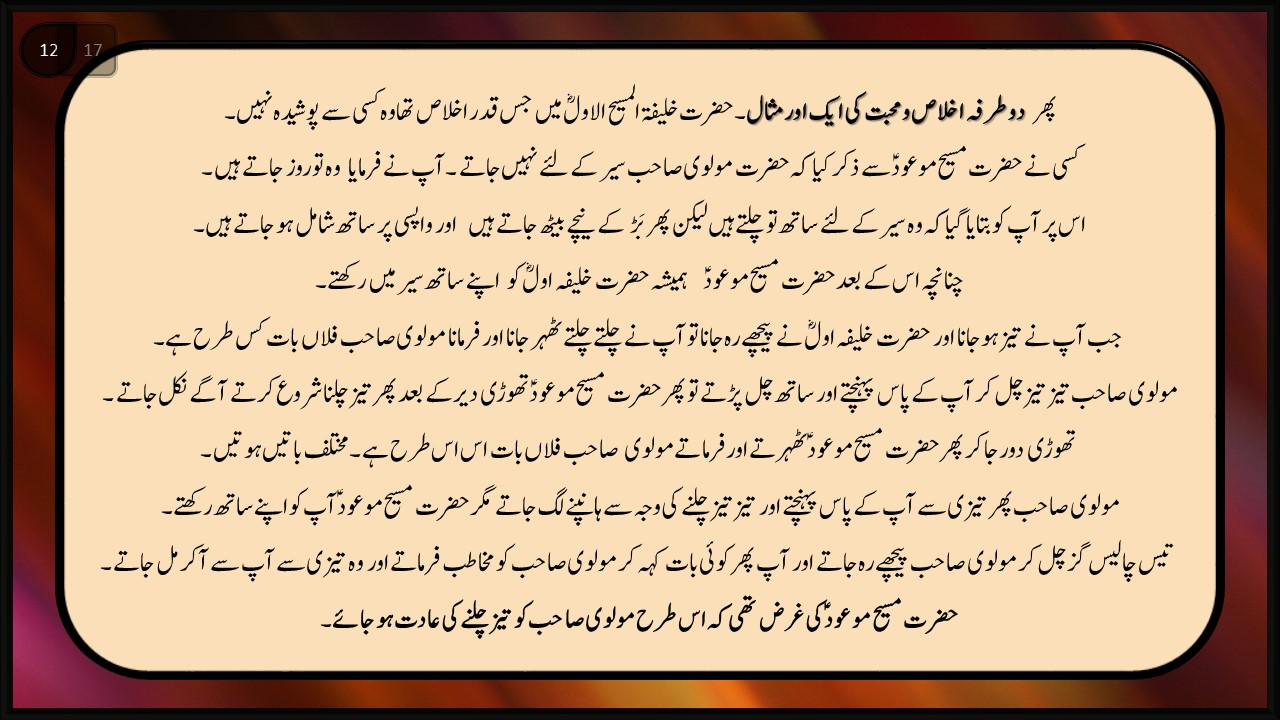 12 17
پھر دو طرفہ اخلاص و محبت کی ایک اور مثال۔ حضرت خلیفۃ المسیح الاولؓ میں جس قدر اخلاص تھا وہ کسی سے پوشیدہ نہیں۔
کسی نے حضرت مسیح موعودؑ سے ذکر کیا کہ حضرت مولوی صاحب سیر کے لئے نہیں جاتے ۔ آپ نے فرمایا وہ تو روز جاتے ہیں ۔
اس پر آپ کو بتایا گیا کہ وہ سیر کے لئے ساتھ تو چلتے ہیں لیکن پھر بَڑ کے نیچے بیٹھ جاتے ہیں اور واپسی پر ساتھ شامل ہو جاتے ہیں۔
چنانچہ اس کے بعد حضرت مسیح موعودؑ ہمیشہ حضرت خلیفہ اولؓ کو اپنے ساتھ سیر میں رکھتے۔
جب آپ نے تیز ہو جانا اور حضرت خلیفہ اولؓ نے پیچھے رہ جانا تو آپ نے چلتے چلتے ٹھہر جانا اور فرمانا مولوی صاحب فلاں بات کس طرح ہے۔
مولوی صاحب تیز تیز چل کر آپ کے پاس پہنچتے اور ساتھ چل پڑتے تو پھر حضرت مسیح موعودؑ تھوڑی دیر کے بعد پھر تیز چلنا شروع کرتے آگے نکل جاتے ۔
تھوڑی دور جا کر پھر حضرت مسیح موعودؑ ٹھہرتے اور فرماتے مولوی صاحب فلاں بات اس اس طرح ہے۔ مختلف باتیں ہوتیں۔
مولوی صاحب پھر تیزی سے آپ کے پاس پہنچتے اور تیز تیز چلنے کی وجہ سے ہانپنے لگ جاتے مگر حضرت مسیح موعودؑ آپ کو اپنے ساتھ رکھتے۔
تیس چالیس گز چل کر مولوی صاحب پیچھے رہ جاتے اور آپ پھر کوئی بات کہہ کر مولوی صاحب کو مخاطب فرماتے اور وہ تیزی سے آپ سے آکر مل جاتے ۔
حضرت مسیح موعودؑ کی غرض تھی کہ اس طرح مولوی صاحب کو تیز چلنے کی عادت ہو جائے۔